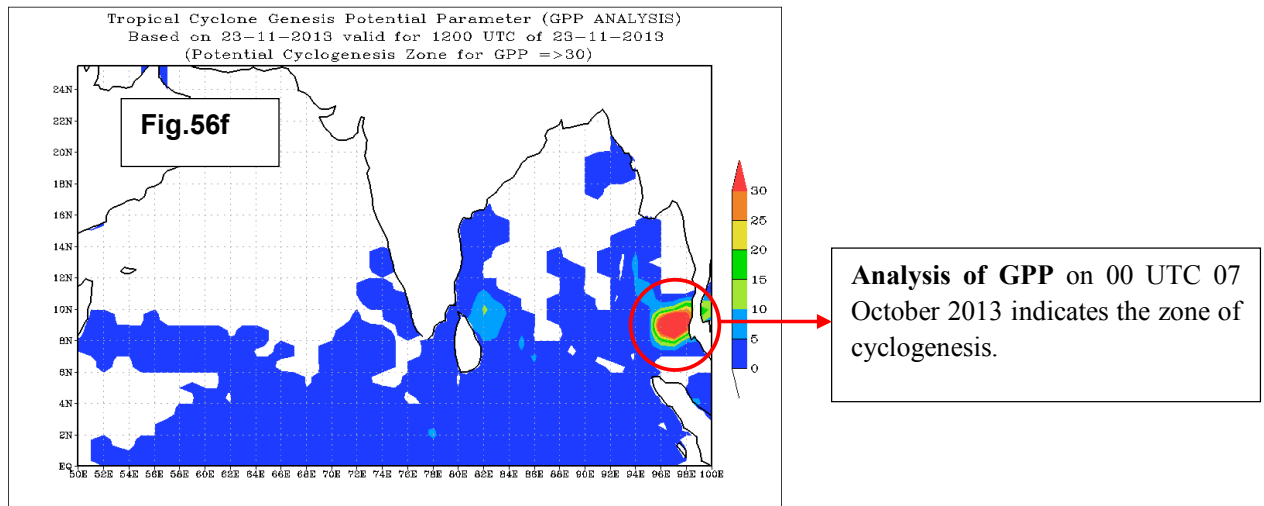 Tropical Cyclone Genesis Potential Parameter (GPP ANALYSIS)
Based on 23-11-2013 valid for 1200 UTC of 23-11-2013
(Potential Cyclogenesis Zone for GPP =>30)
Fig.56f
24N
22N
20N
18N
16N
14N
12N
10N
8N
6N
4N
2N
EQ
50E 52E 54E 56E 58E 60E 62E 64E 66E 68E 70E 72E 74E 76E 78E 80E 82E 84E 86E 88E 90E 92E 94E 96E 98E 100E
30
25
20
15
10
5
0
Analysis of GPP on 00 UTC 07
October 2013 indicates the zone of
cyclogenesis.